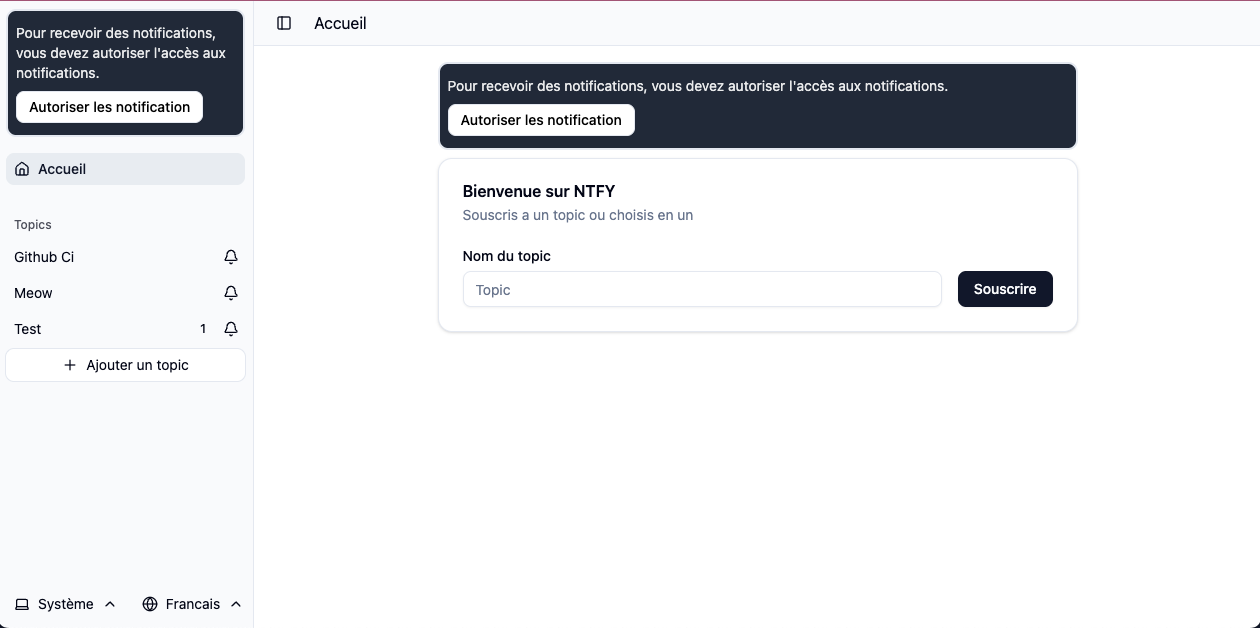 Pour recevoir des notifications,
vous devez autoriser l'accès aux
notifications.
Autoriser les notification
Accueil
Topics
Github Ci
Meow
Test 1
Ajouter un topic
Système
Francais
Accueil
Pour recevoir des notifications, vous devez autoriser l'accès aux notifications.
Autoriser les notification
Bienvenue sur NTFY
Souscris a un topic ou choisis en un
Nom du topic
Topic
Souscrire